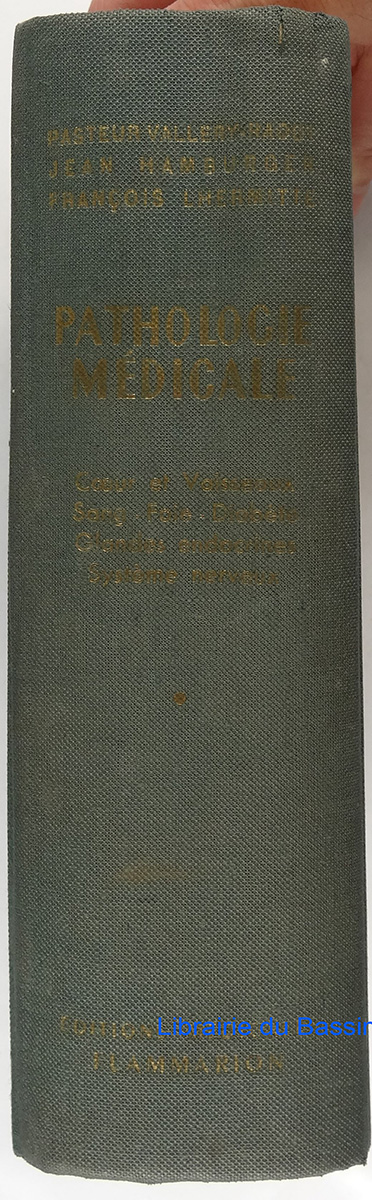 PASTEUR VALLERY-RADOT
JEAN HAMBURGER
FRANÇOIS LHERMITTE
PATHOLOGIE
MÉDICALE
Cœur et Vaisseaux
Sang Foie - Diabète
Glandes endocrines
Système nerveux
EDITIONS
Librairie du Bassin
FLAMMARION